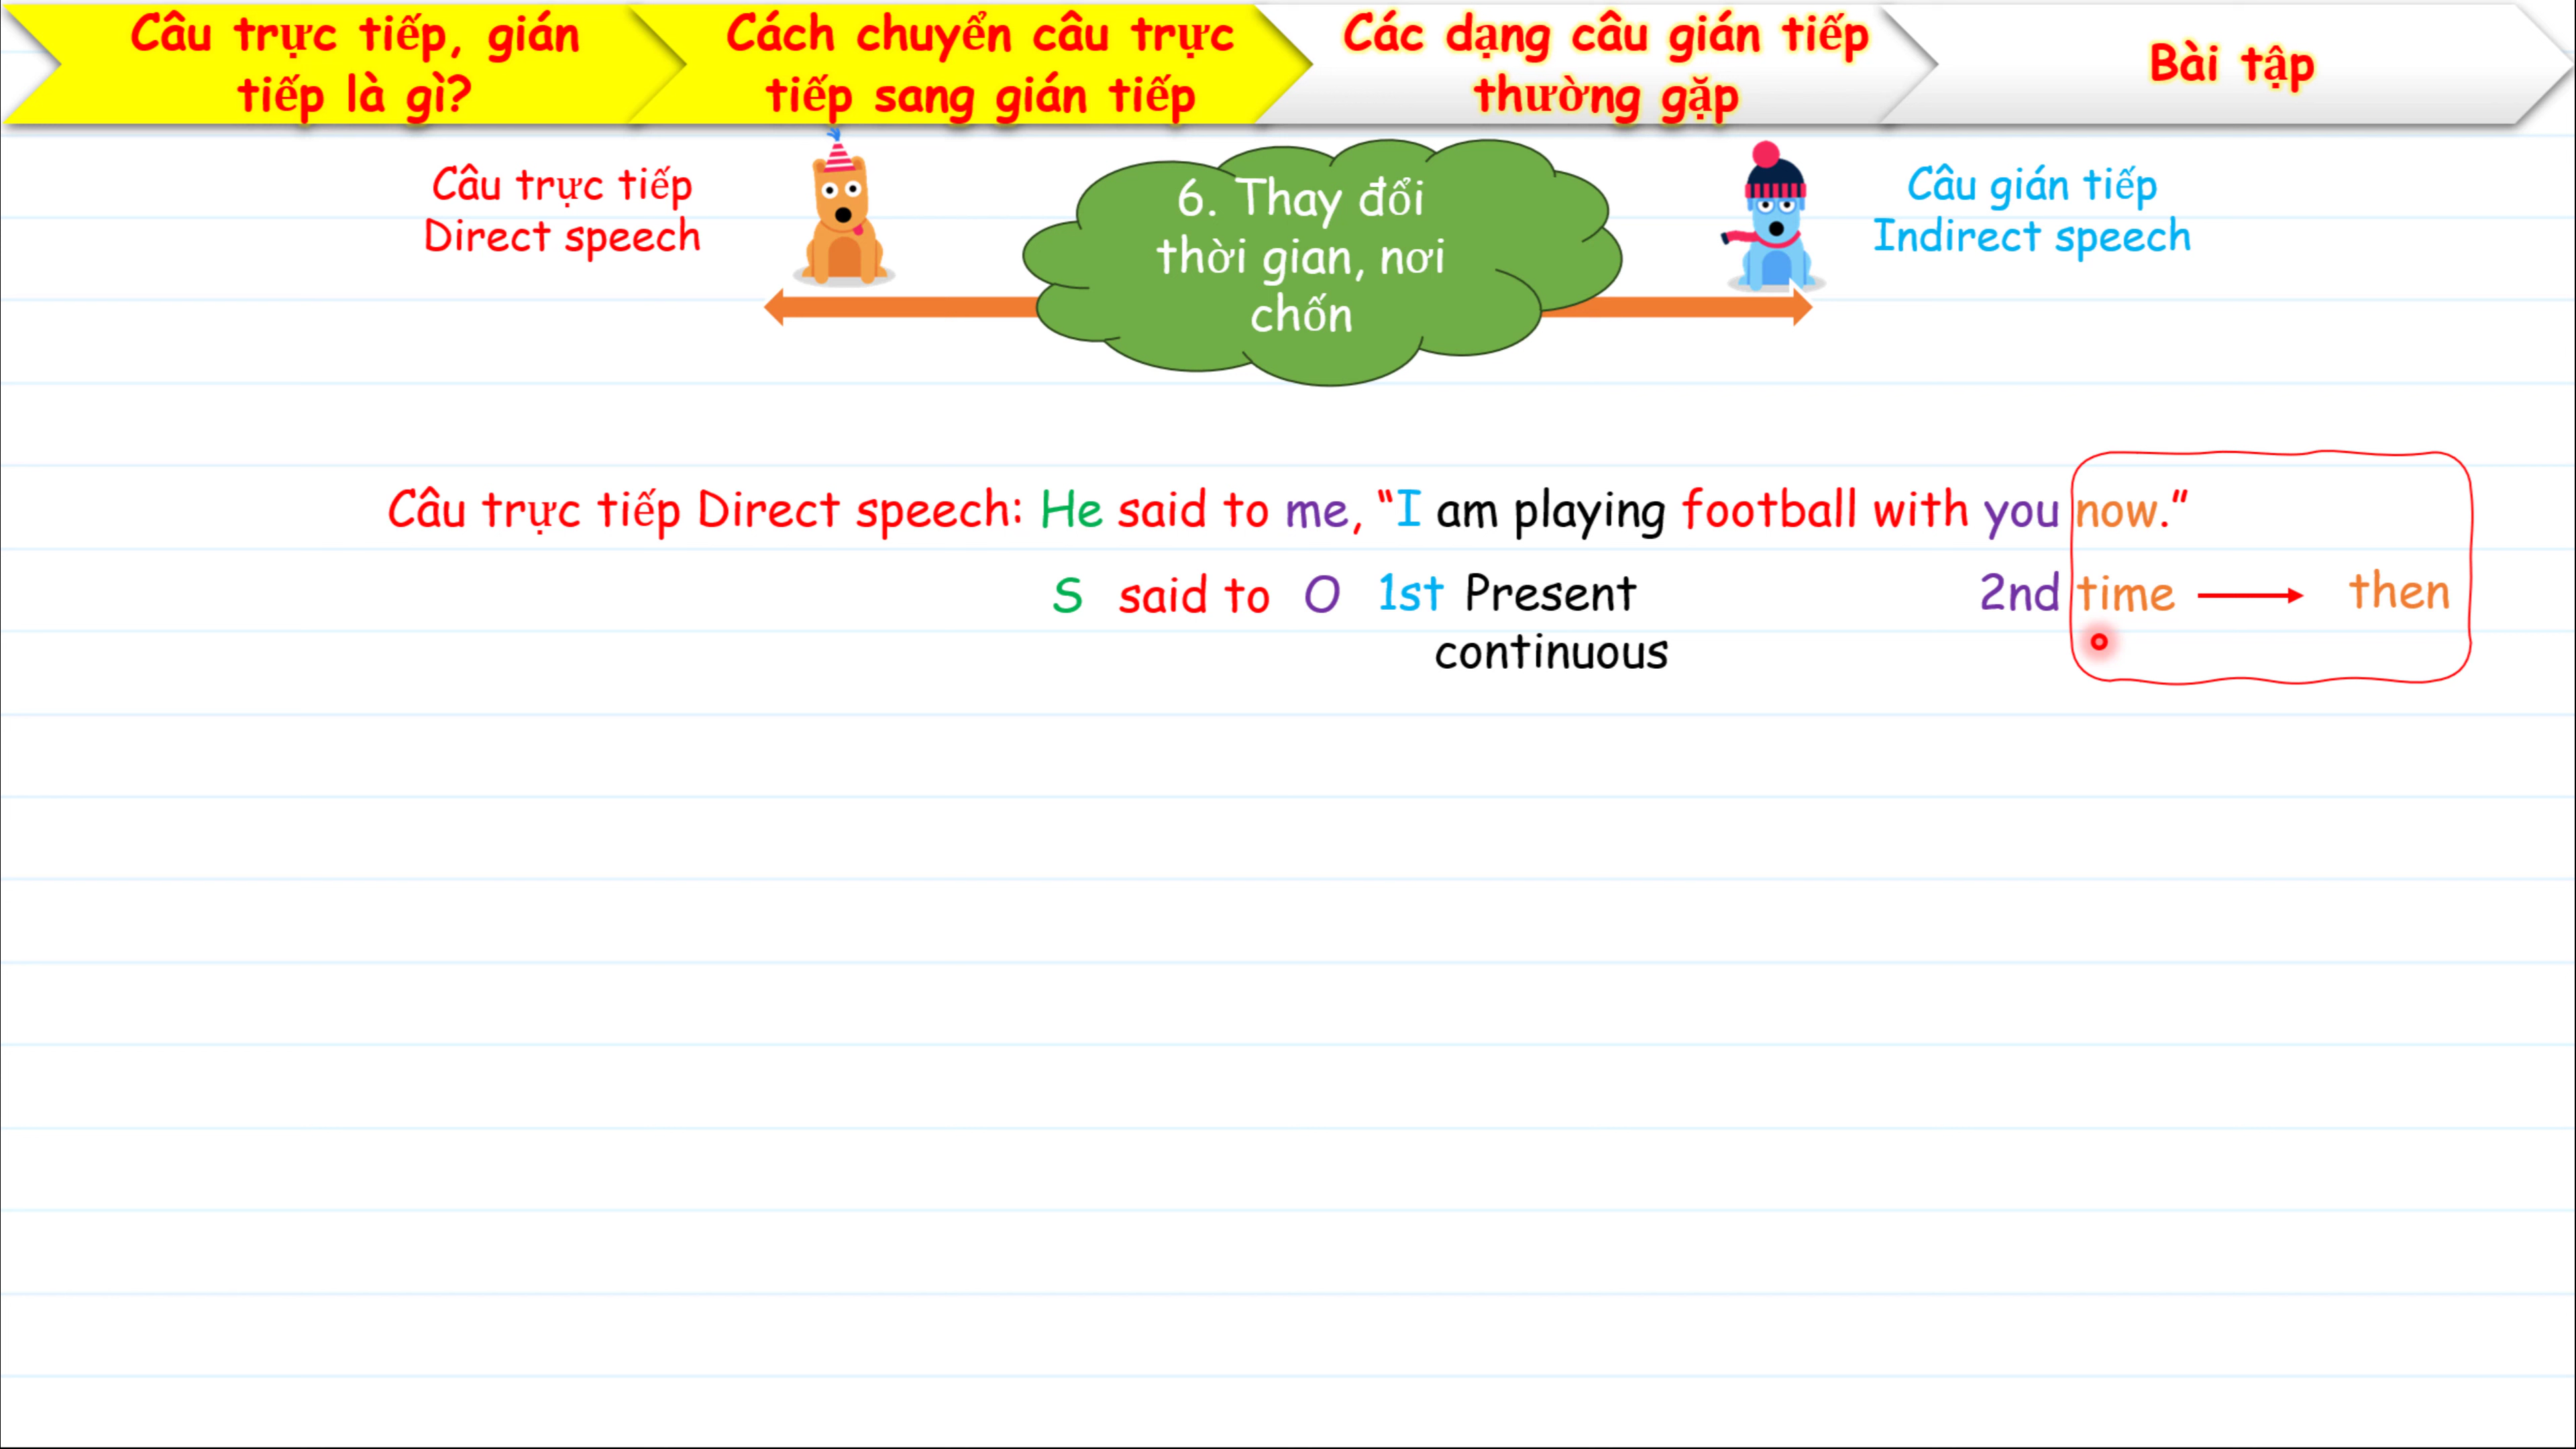 Câu trực tiếp, gián
tiếp là gì?
Cách chuyển câu trực
tiếp sang gián tiếp
Các dạng câu gián tiếp
thường gặp
Bài tập
Câu trực tiếp
Direct speech
6. Thay đổi
thời gian, nơi
chốn
Câu gián tiếp
Indirect speech
Câu trực tiếp Direct speech: He said to me, “I am playing football with you now.”
S said to O 1st Present 2nd time then
continuous